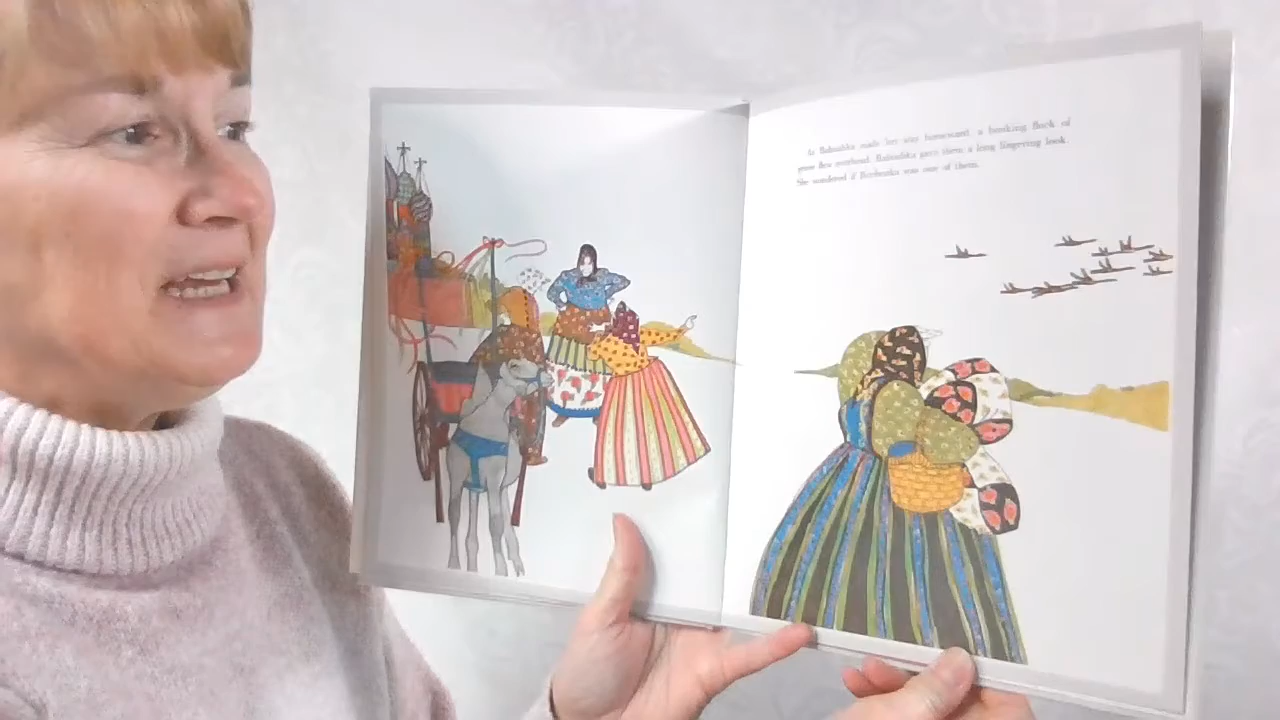 As Babushka made her way homeward, a honking flock of
geese flew overhead. Babushka gave them a long lingering look.
She wondered if Rechenka was one of them.